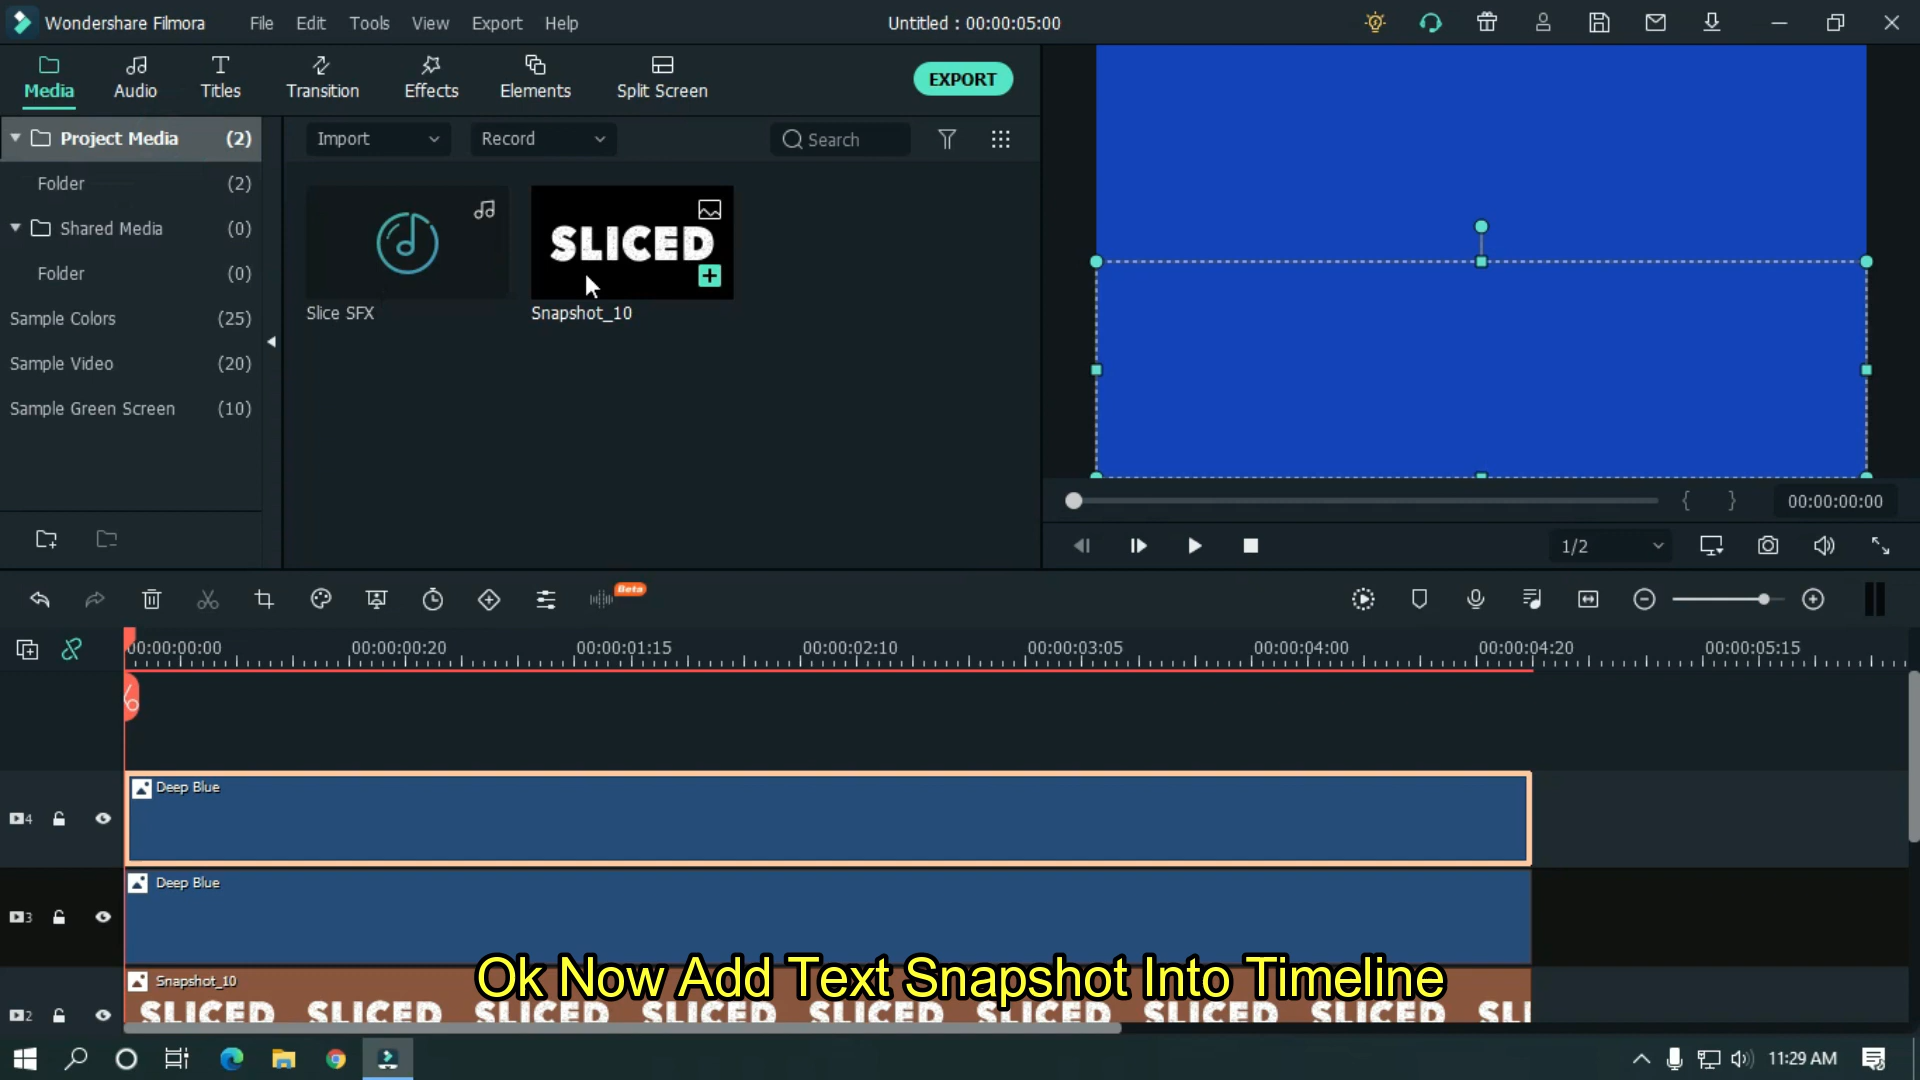 Wondershare Filmora
File
Edit
Tools
View
Export
Help
Untitled : 00:00:05:00
Media
Audio
Titles
Transition
Effects
Elements
Split Screen
EXPORT
Project Media (2)
Folder (2)
Shared Media (0)
Folder (0)
Sample Colors (25)
Sample Video (20)
Sample Green Screen (10)
Import
Record
Search
Slice SFX
SLICED
Snapshot_10
{ }
00:00:00:00
1/2
Beta
00:00:00:00
00:00:00:20
00:00:01:15
00:00:02:10
00:00:03:05
00:00:04:00
00:00:04:20
00:00:05:15
4
Deep Blue
3
Deep Blue
2
Snapshot_10
SLICED SLICED SLICED SLICED SLICED SLICED SLICED SLICED SLI
Ok Now Add Text Snapshot Into Timeline
11:29 AM